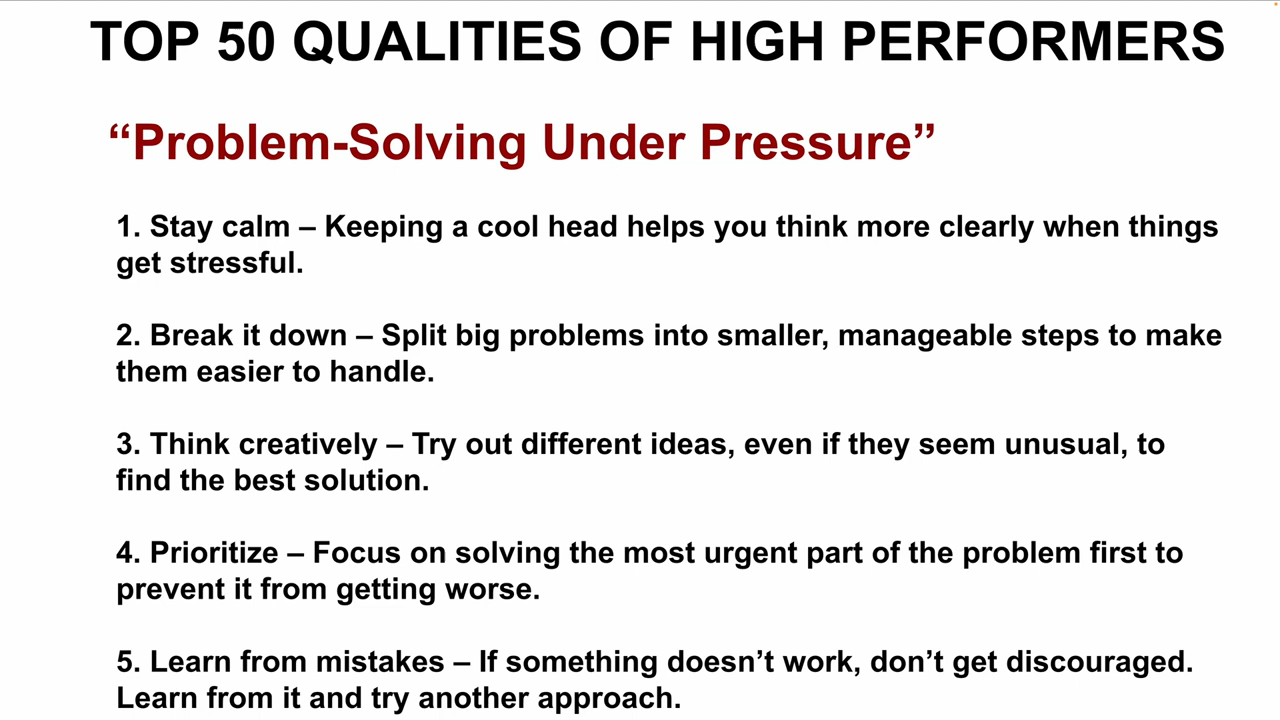 TOP 50 QUALITIES OF HIGH PERFORMERS
“Problem-Solving Under Pressure”
1. Stay calm – Keeping a cool head helps you think more clearly when things
get stressful.
2. Break it down – Split big problems into smaller, manageable steps to make
them easier to handle.
3. Think creatively – Try out different ideas, even if they seem unusual, to
find the best solution.
4. Prioritize – Focus on solving the most urgent part of the problem first to
prevent it from getting worse.
5. Learn from mistakes – If something doesn’t work, don’t get discouraged.
Learn from it and try another approach.